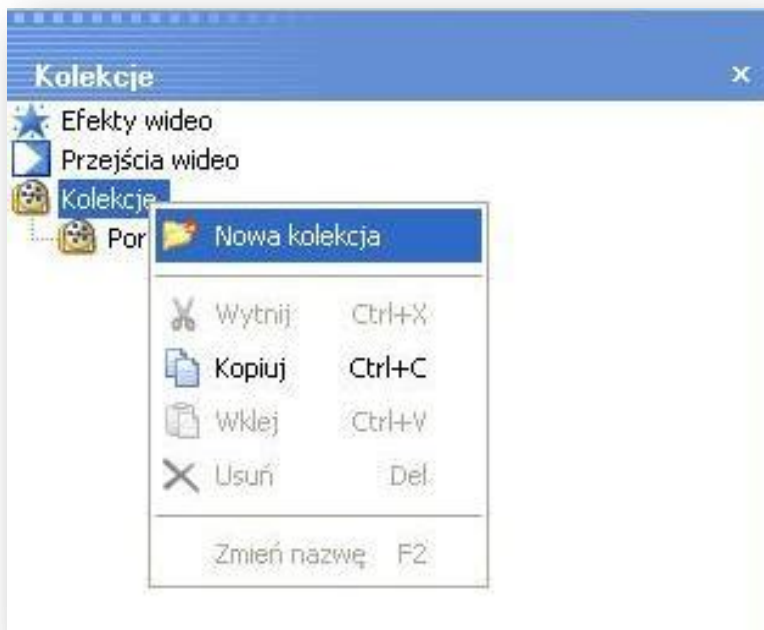 Kolekcje
Efekty wideo
Przejścia wideo
Kolekcje
Por
Nowa kolekcja
Wytnij Ctrl+X
Kopiuj Ctrl+C
Wklej Ctrl+V
Usuń Del
Zmień nazwę F2